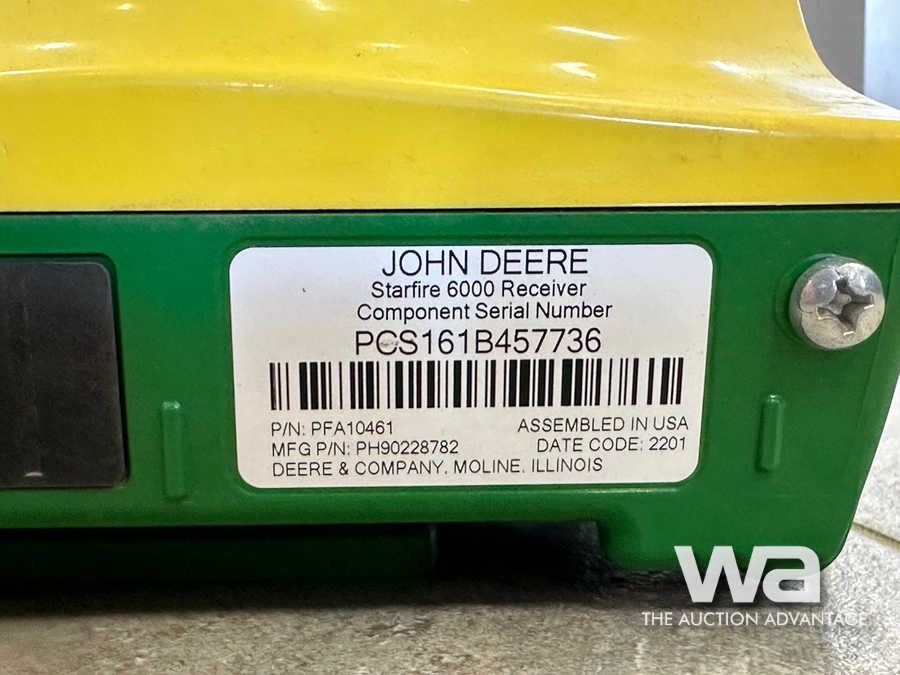 JOHN DEERE
Starfire 6000 Receiver
Component Serial Number
PCS161B457736
P/N: PFA10461
ASSEMBLED IN USA
MFG P/N: PH90228782
DATE CODE: 2201
DEERE & COMPANY, MOLINE, ILLINOIS
wa
THE AUCTION ADVANTAGE